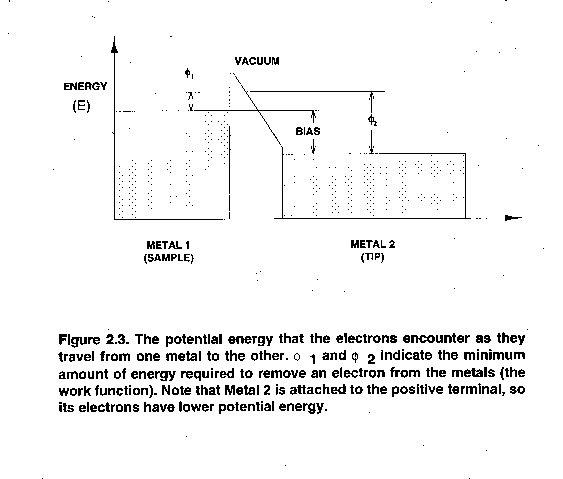 VACUUM
ϕ1
ENERGY
(E)
BIAS
ϕ2
METAL 1
(SAMPLE)
METAL 2
(TIP)
Figure 2.3. The potential energy that the electrons encounter as they
travel from one metal to the other. ○ 1 and ϕ 2 indicate the minimum
amount of energy required to remove an electron from the metals (the
work function). Note that Metal 2 is attached to the positive terminal, so
its electrons have lower potential energy.